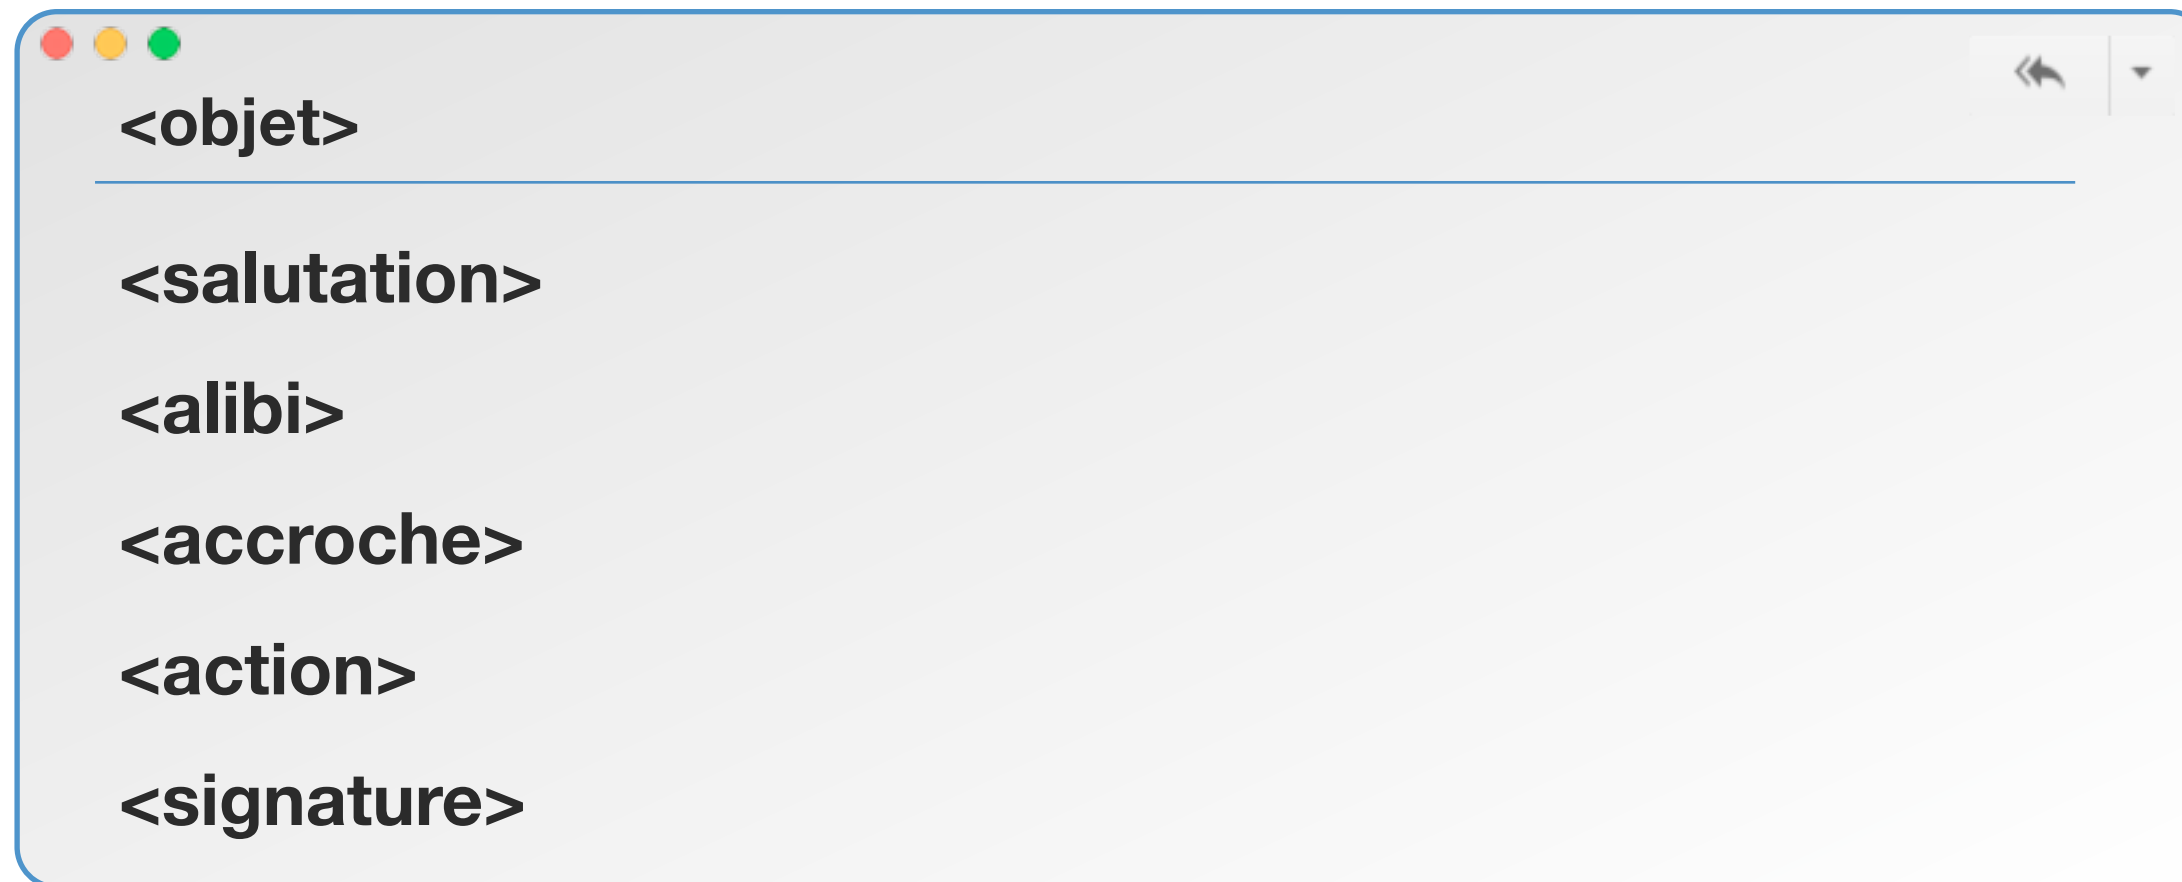 <objet>
<salutation>
<alibi>
<accroche>
<action>
<signature>